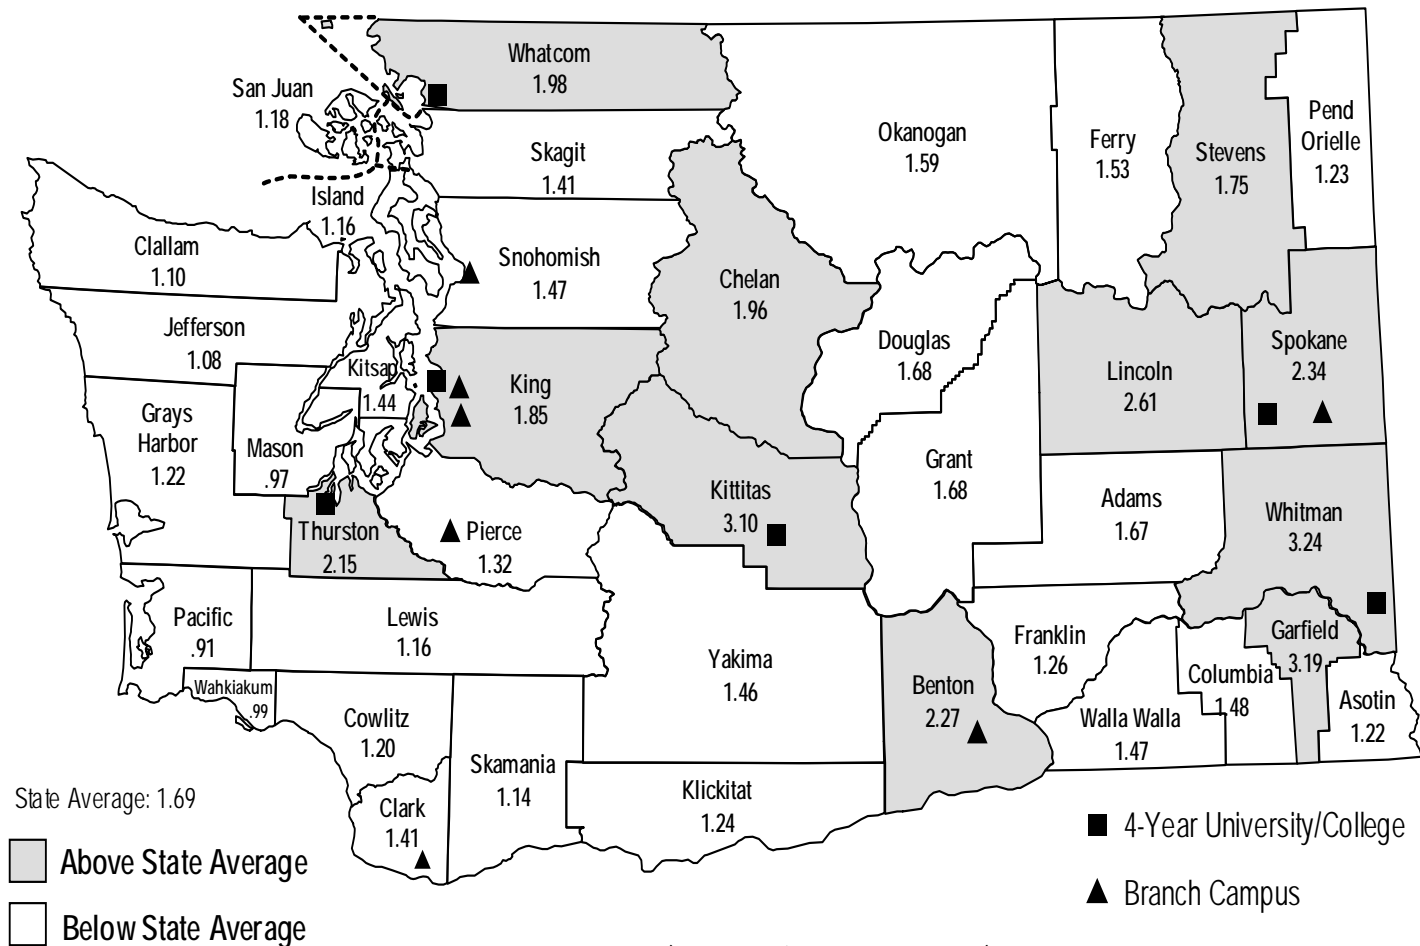 Whatcom
1.98
San Juan
1.18
Skagit
1.41
Island
1.16
Okanogan
1.59
Ferry
1.53
Stevens
1.75
Pend
Orielle
1.23
Clallam
1.10
Snohomish
1.47
Chelan
1.96
Jefferson
1.08
Kitsap
1.44
King
1.85
Douglas
1.68
Lincoln
2.61
Spokane
2.34
Grays
Harbor
1.22
Mason
.97
Kittitas
3.10
Grant
1.68
Adams
1.67
Whitman
3.24
Thurston
2.15
Pierce
1.32
Pacific
.91
Lewis
1.16
Yakima
1.46
Franklin
1.26
Garfield
3.19
Columbia
1.48
Benton
2.27
Wahkiakum
.99
Cowlitz
1.20
Walla Walla
1.47
Asotin
1.22
Skamania
1.14
Klickitat
1.24
Clark
1.41
State Average: 1.69
Above State Average
Below State Average
4-Year University/College
Branch Campus